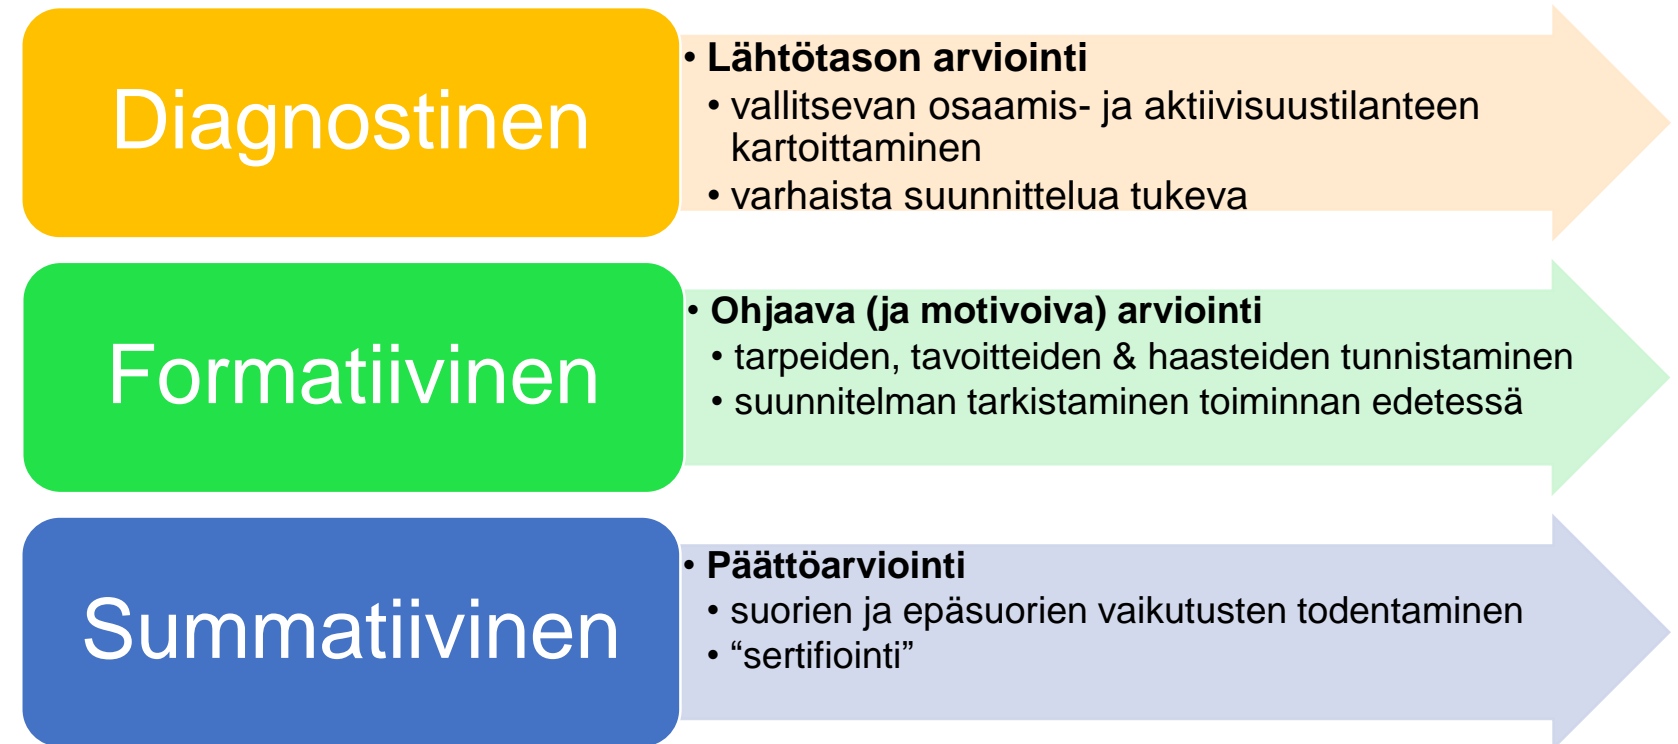 Diagnostinen
• Lähtötason arviointi
• vallitsevan osaamis- ja aktiivisuustilanteen
kartoittaminen
• varhaista suunnittelua tukeva
Formatiivinen
• Ohjaava (ja motivoiva) arviointi
• tarpeiden, tavoitteiden & haasteiden tunnistaminen
• suunnitelman tarkistaminen toiminnan edetessä
Summatiivinen
• Päättöarviointi
• suorien ja epäsuorien vaikutusten todentaminen
• “sertifiointi”